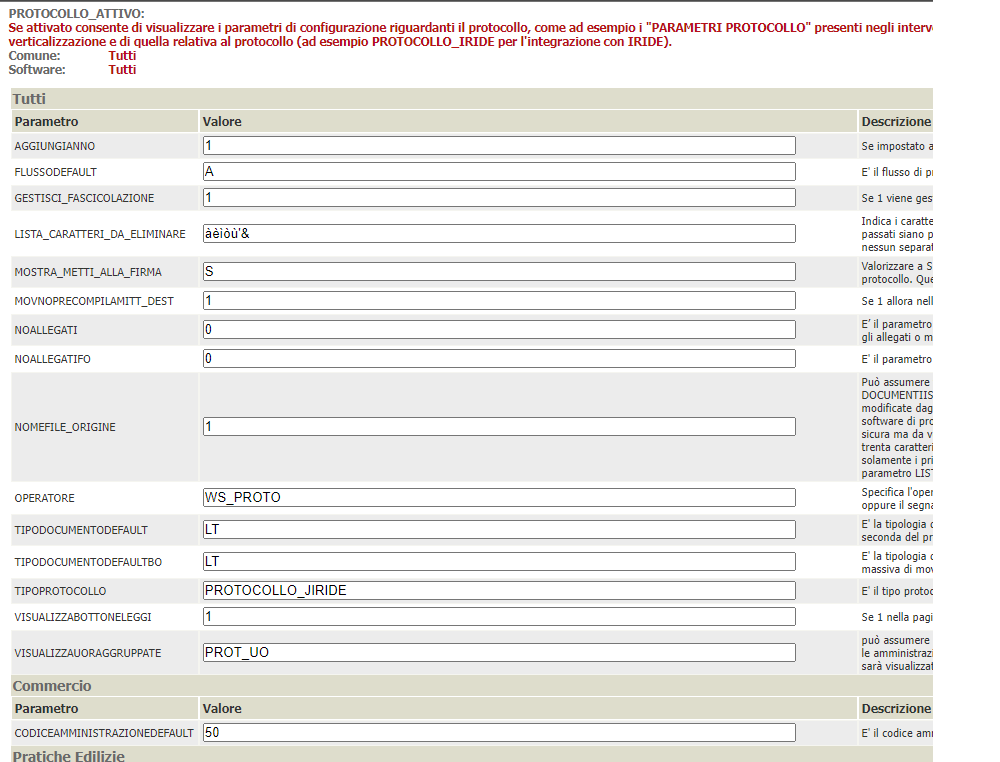 PROTOCOLLO_ATTIVO:
Se attivato consente di visualizzare i parametri di configurazione riguardanti il protocollo, come ad esempio i "PARAMETRI PROTOCOLLO" presenti negli interv
verticalizzazione e di quella relativa al protocollo (ad esempio PROTOCOLLO_IRIDE per l'integrazione con IRIDE).
Comune: Tutti
Software: Tutti
Tutti
Parametro Valore Descrizione
AGGIUNGIANNO 1 Se impostato a
FLUSSODEFAULT A E' il flusso di p
GESTISCI_FASCICOLAZIONE 1 Se 1 viene ges
LISTA_CARATTERI_DA_ELIMINARE àèìòù'& Indica i caratte
passati siano p
nessun separat
MOSTRA_METTI_ALLA_FIRMA S Valorizzare a S
protocollo. Que
MOVNOPRECOMPILAMITT_DEST 1 Se 1 allora nell
NOALLEGATI 0 E' il parametro
gli allegati o m
NOALLEGATIFO 0 E' il parametro
NOMEFILE_ORIGINE 1 Può assumere
DOCUMENTIIS
modificate dag
software di pro
sicura ma da v
trenta caratteri
solamente i pri
parametro LIST
OPERATORE WS_PROTO Specifica l'oper
oppure il segna
TIPODOCUMENTODEFAULT LT E' la tipologia d
seconda del pr
TIPODOCUMENTODEFAULTBO LT E' la tipologia d
massiva di mov
TIPOPROTOCOLLO PROTOCOLLO_JIRIDE E' il tipo protoc
VISUALIZZABOTTONELEGGI 1 Se 1 nella pagi
VISUALIZZAUORAGGRUPPATE PROT_UO può assumere
le amministrazi
sarà visualizzat
Commercio
Parametro Valore Descrizione
CODICEAMMINISTRAZIONEDEFAULT 50 E' il codice amm
Pratiche Edilizie